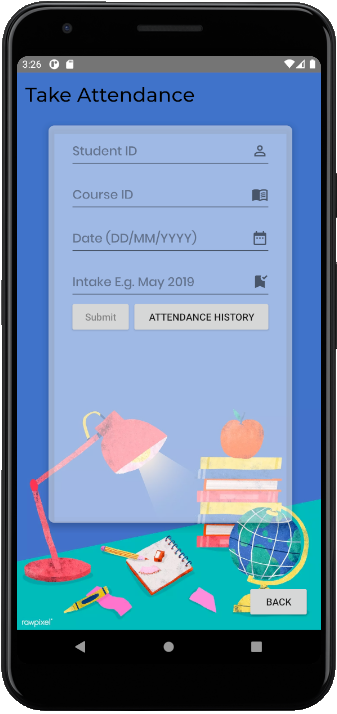 3:26
Take Attendance
Student ID
Course ID
Date (DD/MM/YYYY)
Intake E.g. May 2019
Submit
ATTENDANCE HISTORY
BACK
rawpixel